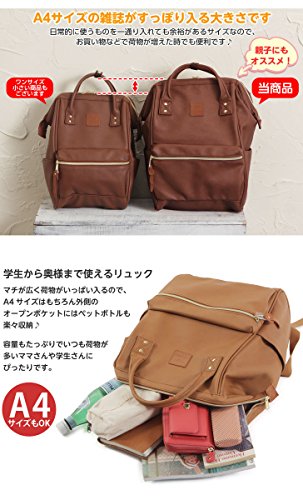 A4サイズの雑誌がすっぽり入る大きさです
日常的に使うものを一通り入れても余裕があるサイズなので、
お買い物などで荷物が増えた時でも便利です♪
親子にも
オススメ!
ワンサイズ
小さい商品も
ございます
当商品
学生から奥様まで使えるリュック
マチが広く荷物がいっぱい入るので、
A4サイズはもちろん外側の
オープンポケットにはペットボトルも
楽々収納♪
容量もたっぷりでいつも荷物が
多いママさんや学生さんに
ぴったりです。
A4
サイズもOK